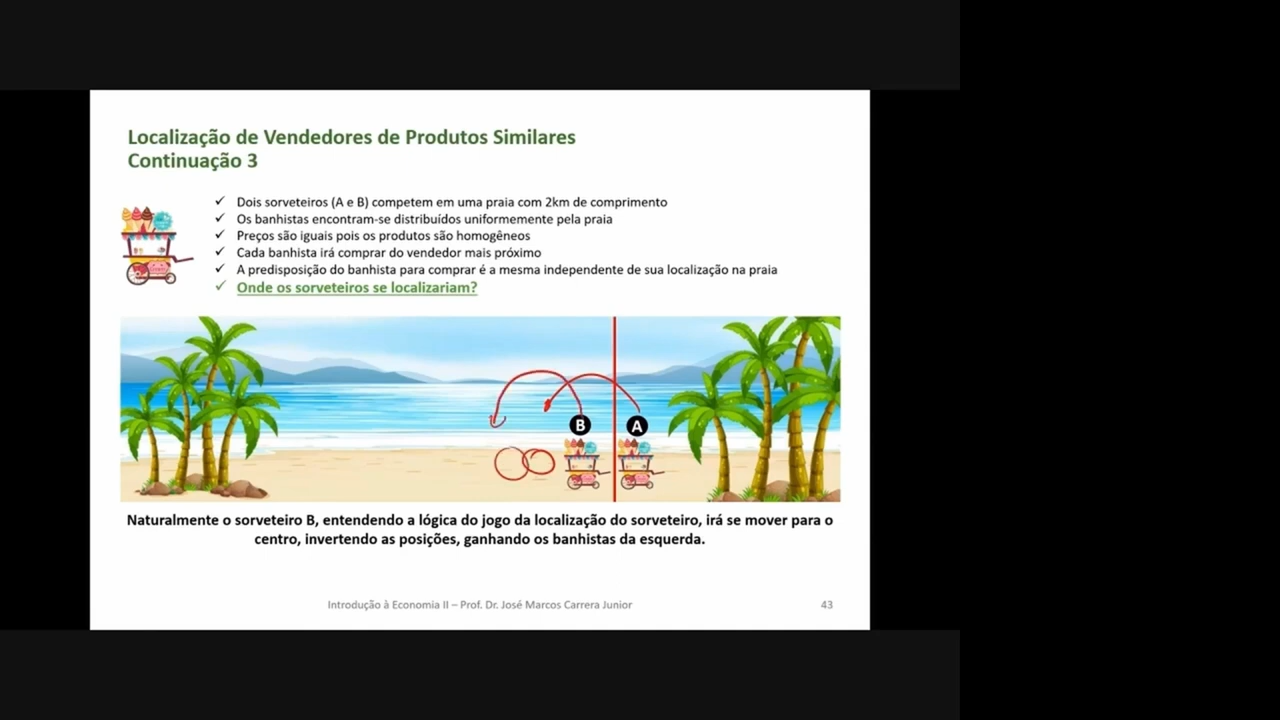 Localização de Vendedores de Produtos Similares
Continuação 3
✓ Dois sorveteiros (A e B) competem em uma praia com 2km de comprimento
✓ Os banhistas encontram-se distribuídos uniformemente pela praia
✓ Preços são iguais pois os produtos são homogêneos
✓ Cada banhista irá comprar do vendedor mais próximo
✓ A predisposição do banhista para comprar é a mesma independente de sua localização na praia
✓ Onde os sorveteiros se localizariam?
B A
Naturalmente o sorveteiro B, entendendo a lógica do jogo da localização do sorveteiro, irá se mover para o
centro, invertendo as posições, ganhando os banhistas da esquerda.
Introdução à Economia II – Prof. Dr. José Marcos Carrera Junior 43